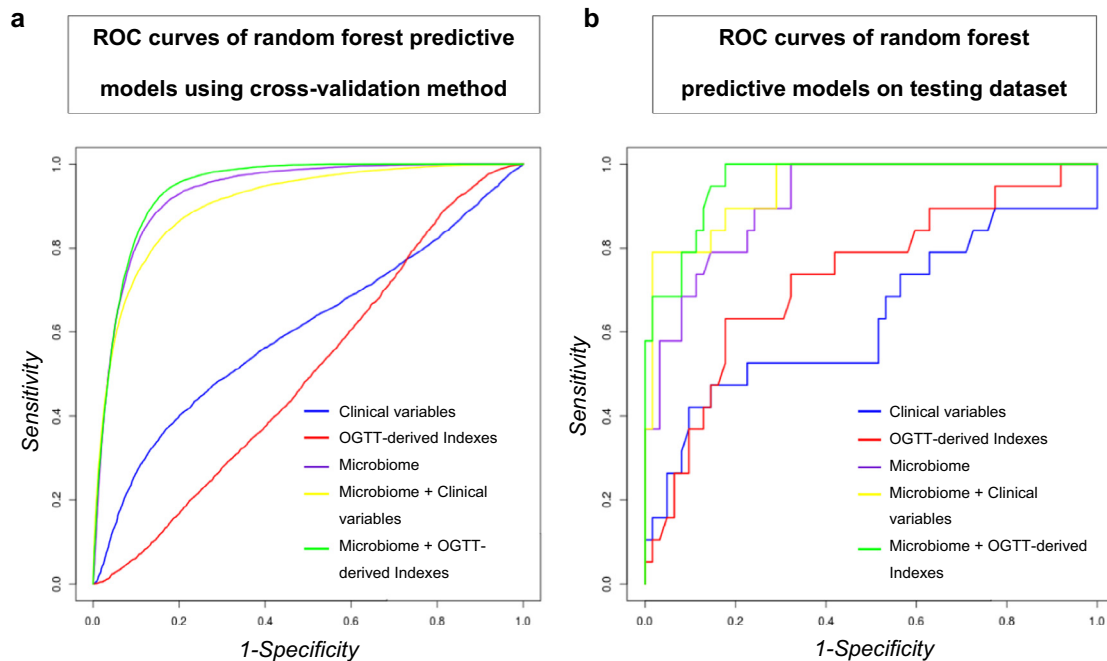 a
ROC curves of random forest predictive
models using cross-validation method
1.0
0.8
0.6
0.4
0.2
0.0
Sensitivity
Clinical variables
OGTT-derived Indexes
Microbiome
Microbiome + Clinical
variables
Microbiome + OGTT-
derived Indexes
0.0 0.2 0.4 0.6 0.8 1.0
1-Specificity
b
ROC curves of random forest
predictive models on testing dataset
1.0
0.8
0.6
0.4
0.2
0.0
Sensitivity
Clinical variables
OGTT-derived Indexes
Microbiome
Microbiome + Clinical
variables
Microbiome + OGTT-derived
Indexes
0.0 0.2 0.4 0.6 0.8 1.0
1-Specificity